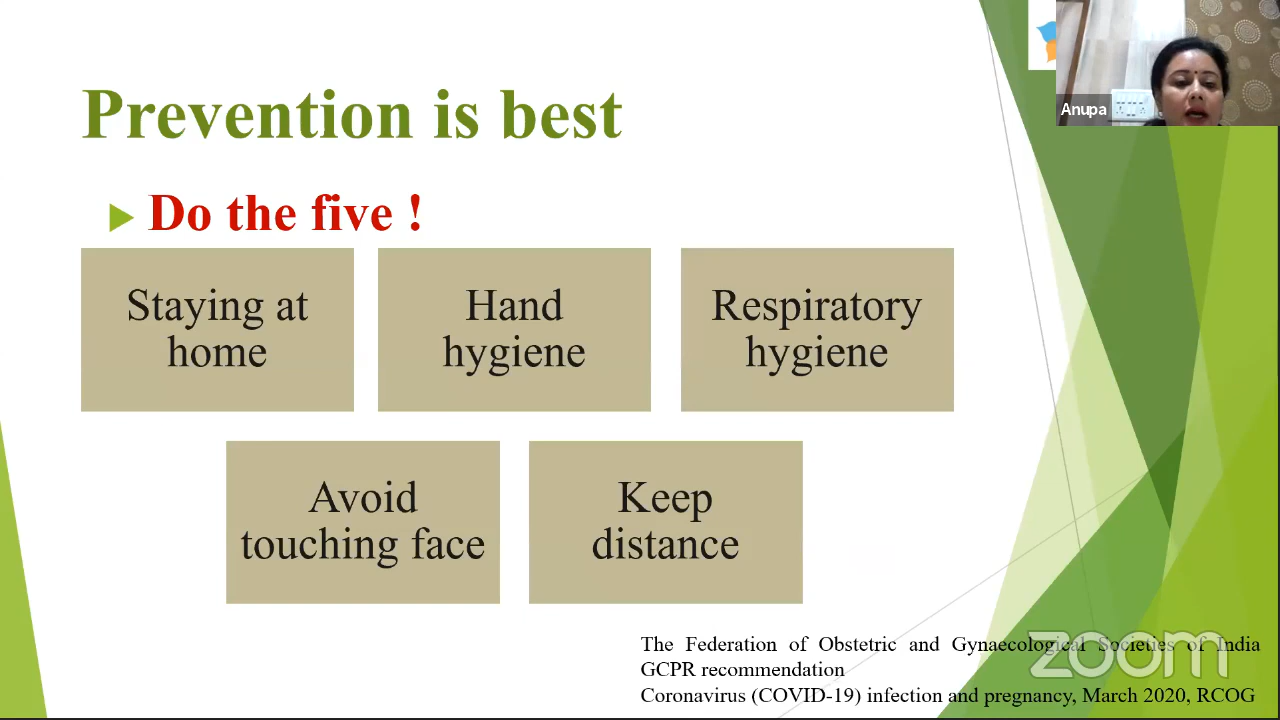 Anupa
Prevention is best
Do the five !
Staying at
home
Hand
hygiene
Respiratory
hygiene
Avoid
touching face
Keep
distance
The Federation of Obstetric and Gynaecological Societies of India
GCPR recommendation
Coronavirus (COVID-19) infection and pregnancy, March 2020, RCOG
zoom